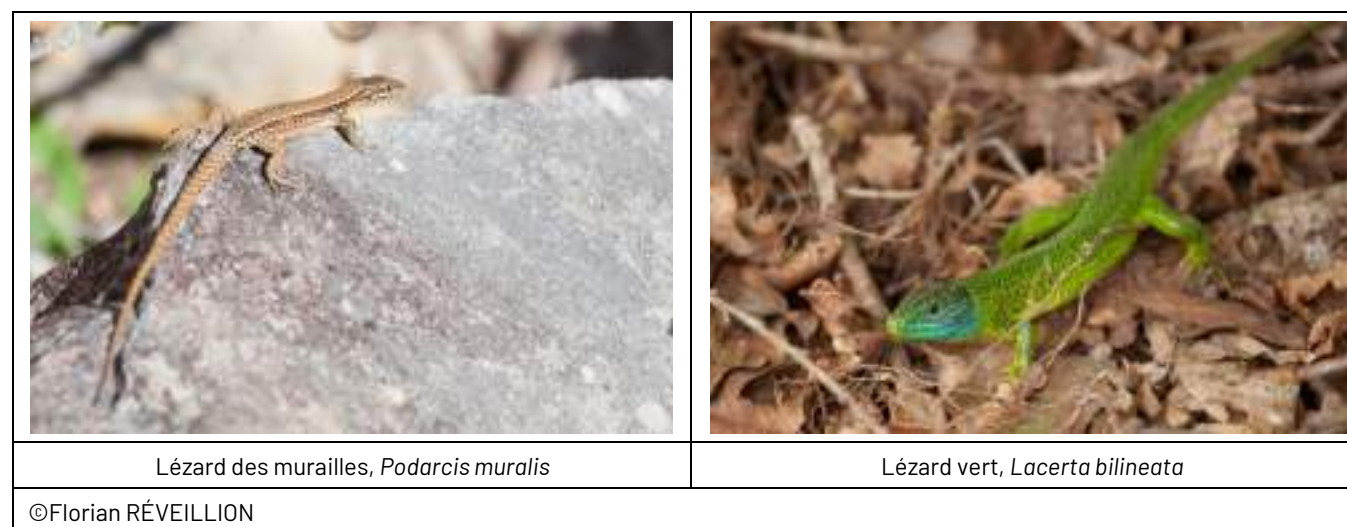 Lézard des murailles, Podarcis muralis
Lézard vert, Lacerta bilineata
©Florian RÉVEILLION